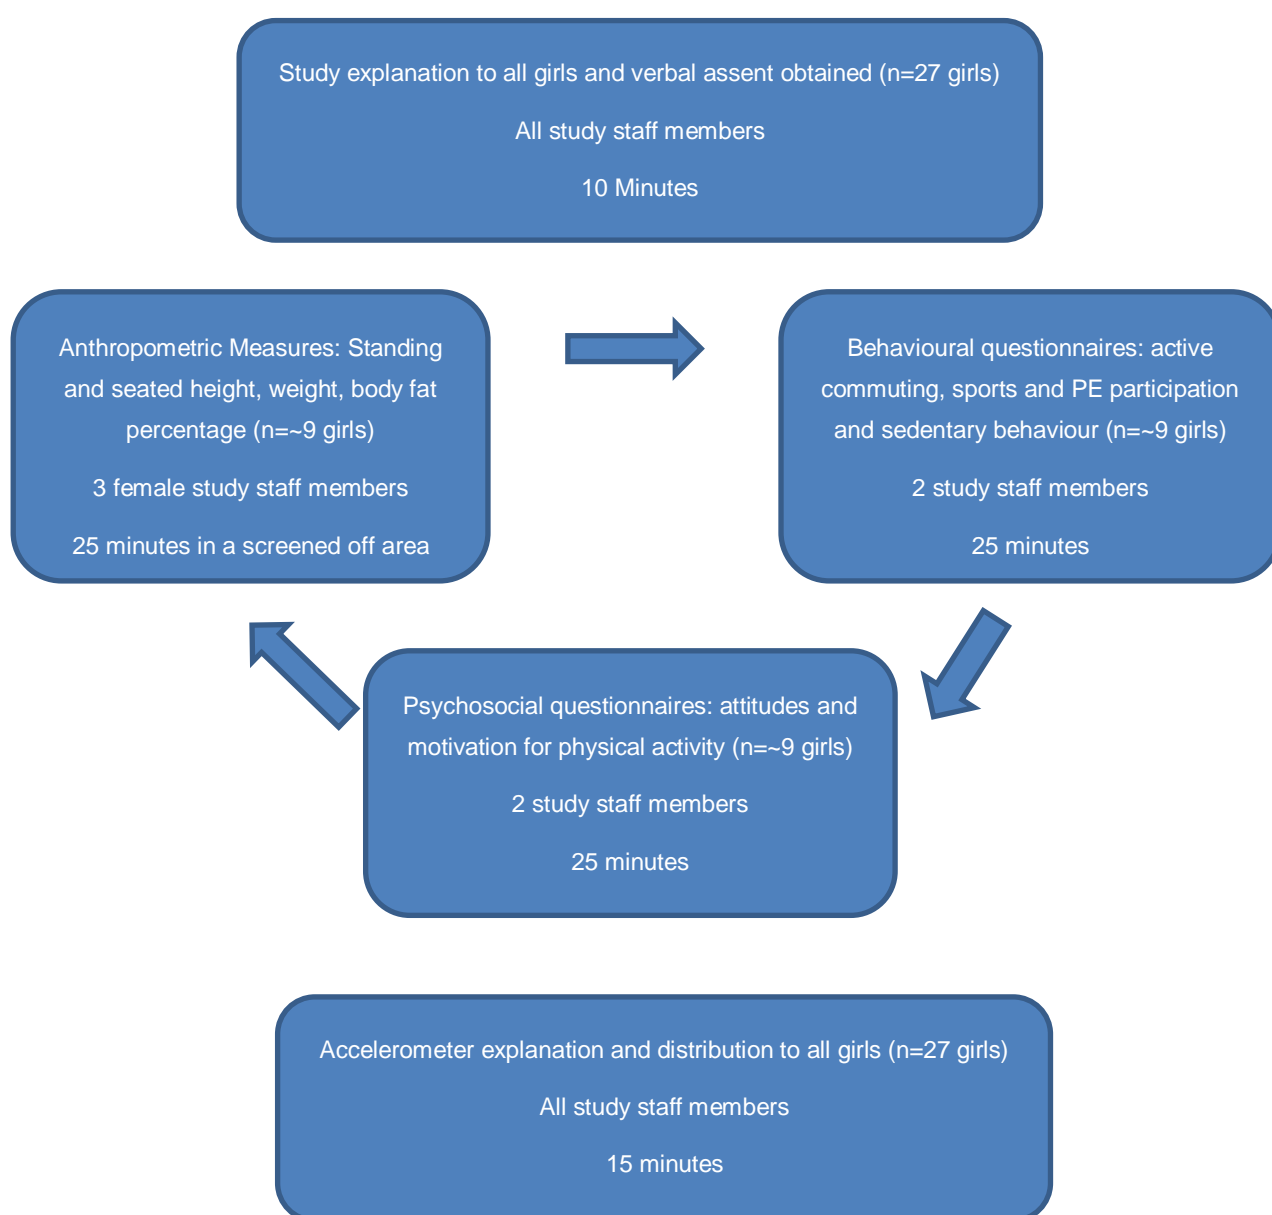 Study explanation to all girls and verbal assent obtained (n=27 girls)
All study staff members
10 Minutes
Anthropometric Measures: Standing
and seated height, weight, body fat
percentage (n=~9 girls)
3 female study staff members
25 minutes in a screened off area
Behavioural questionnaires: active
commuting, sports and PE participation
and sedentary behaviour (n=~9 girls)
2 study staff members
25 minutes
Psychosocial questionnaires: attitudes and
motivation for physical activity (n=~9 girls)
2 study staff members
25 minutes
Accelerometer explanation and distribution to all girls (n=27 girls)
All study staff members
15 minutes